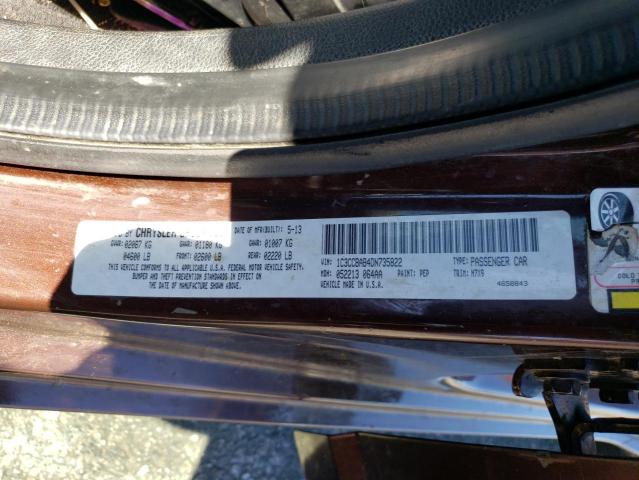 BY CHRYSLER
DATE OF MFR(BUILT): 5-13
GVWR: 02087 KG GAWR: 01180 KG GAWR: 01007 KG
04600 LB FRONT: 02600 LB REAR: 02220 LB
THIS VEHICLE CONFORMS TO ALL APPLICABLE U.S.A. FEDERAL MOTOR VEHICLE SAFETY,
BUMPER AND THEFT PREVENTION STANDARDS IN EFFECT ON
THE DATE OF MANUFACTURE SHOWN ABOVE.
VIN: 1C3CCBAB4DN735822 TYPE: PASSENGER CAR
MDH: 052213 064AA PAINT: PEP TRIM: M7X9
VEHICLE MADE IN U.S.A. 4658843
COLD